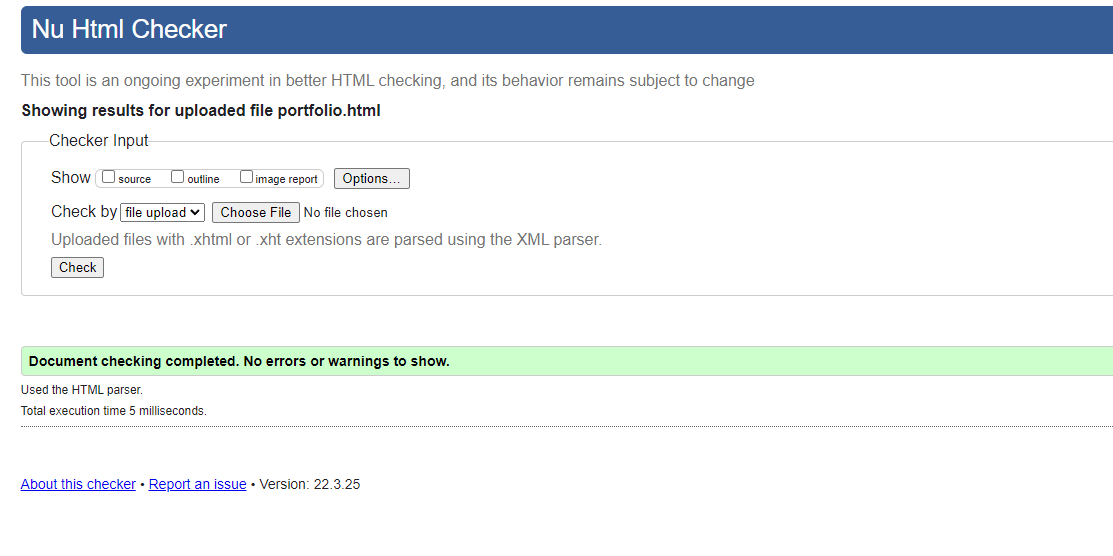 Nu Html Checker
This tool is an ongoing experiment in better HTML checking, and its behavior remains subject to change
Showing results for uploaded file portfolio.html
Checker Input
Show source outline image report Options...
Check by file upload Choose File No file chosen
Uploaded files with .xhtml or .xht extensions are parsed using the XML parser.
Check
Document checking completed. No errors or warnings to show.
Used the HTML parser.
Total execution time 5 milliseconds.
About this checker • Report an issue • Version: 22.3.25